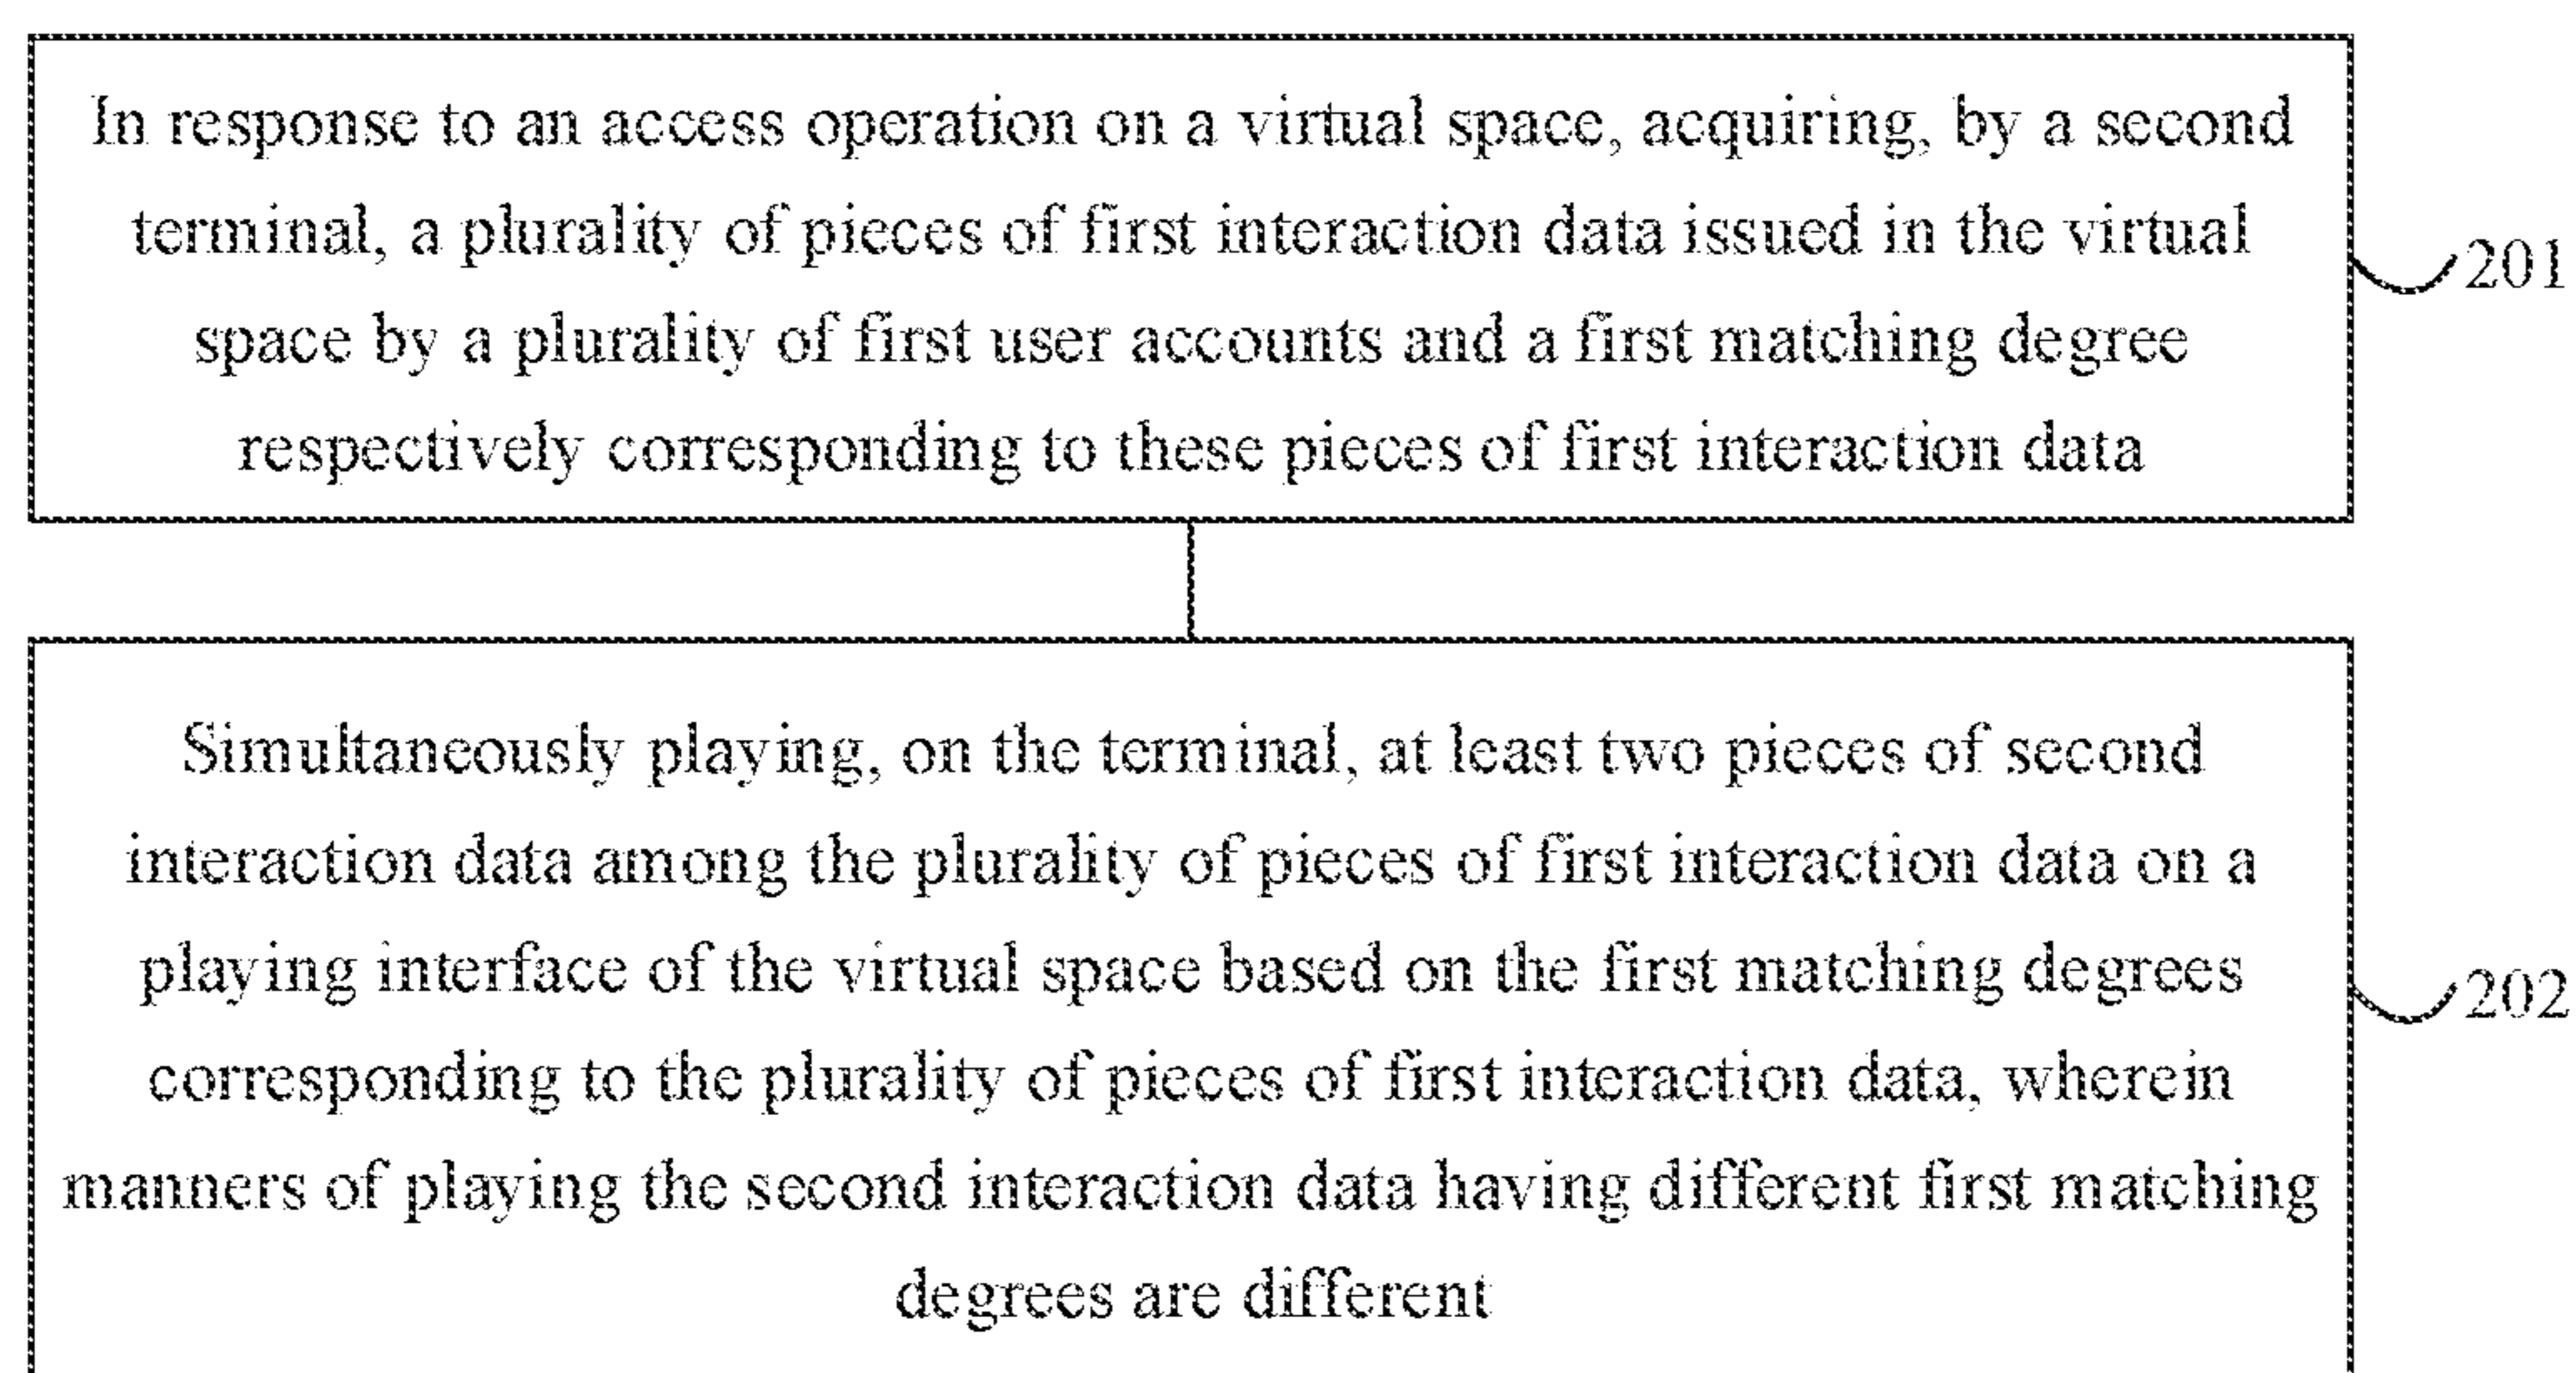 In response to an access operation on a virtual space, acquiring, by a second
terminal, a plurality of pieces of first interaction data issued in the virtual
space by a plurality of first user accounts and a first matching degree
respectively corresponding to these pieces of first interaction data
201
Simultaneously playing, on the terminal, at least two pieces of second
interaction data among the plurality of pieces of first interaction data on a
playing interface of the virtual space based on the first matching degrees
corresponding to the plurality of pieces of first interaction data, wherein
manners of playing the second interaction data having different first matching
degrees are different
202